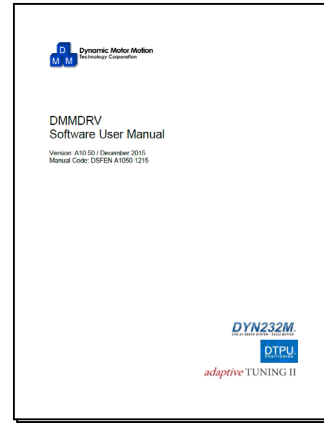 D
M M
Dynamic Motor Motion
Technology Corporation
DMMDRV
Software User Manual
Version: A10.50 / December 2015
Manual Code: DSFEN A1050 1215
DYN232M.
DTPU.
POSITIONING
adaptive TUNING II